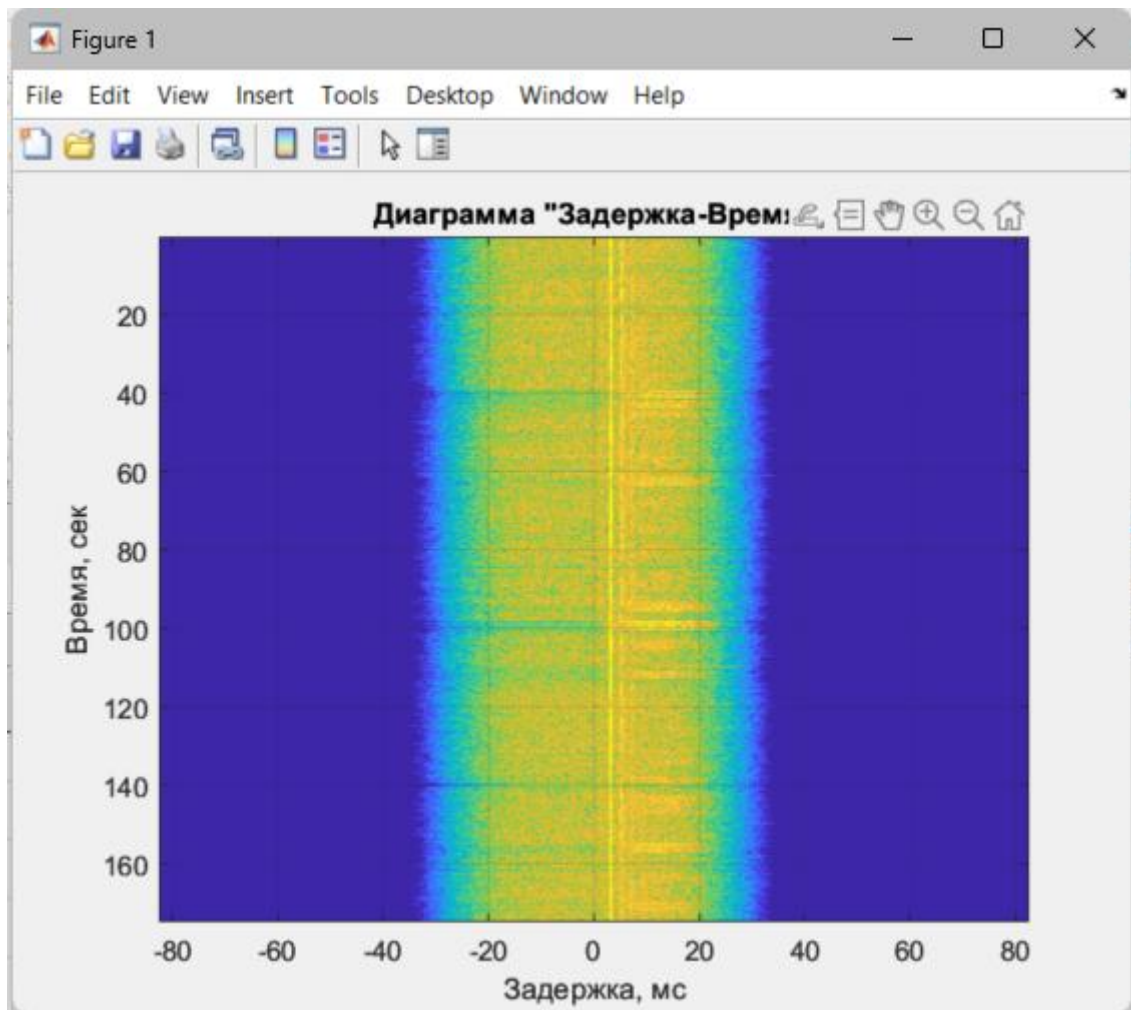 Figure 1
File Edit View Insert Tools Desktop Window Help
Диаграмма "Задержка-Врем
20
40
60
80
100
120
140
160
Время, сек
-80 -60 -40 -20 0 20 40 60 80
Задержка, мс